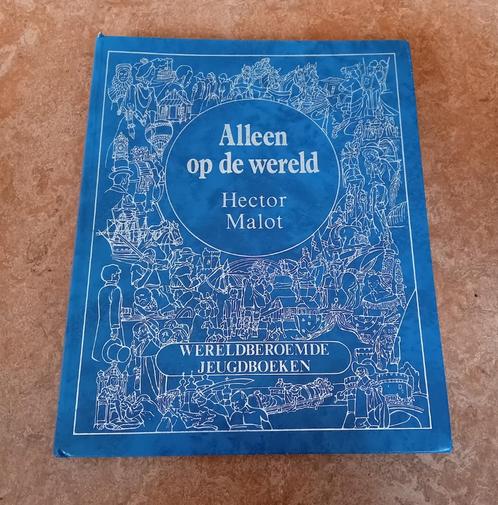 Alleen
op de wereld
Hector
Malot
WERELDBEROEMDE
JEUGDBOEKEN